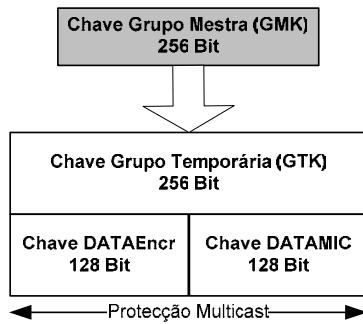 Chave Grupo Mestra (GMK)
256 Bit
Chave Grupo Temporária (GTK)
256 Bit
Chave DATAEncr
128 Bit
Chave DATAMIC
128 Bit
Protecção Multicast